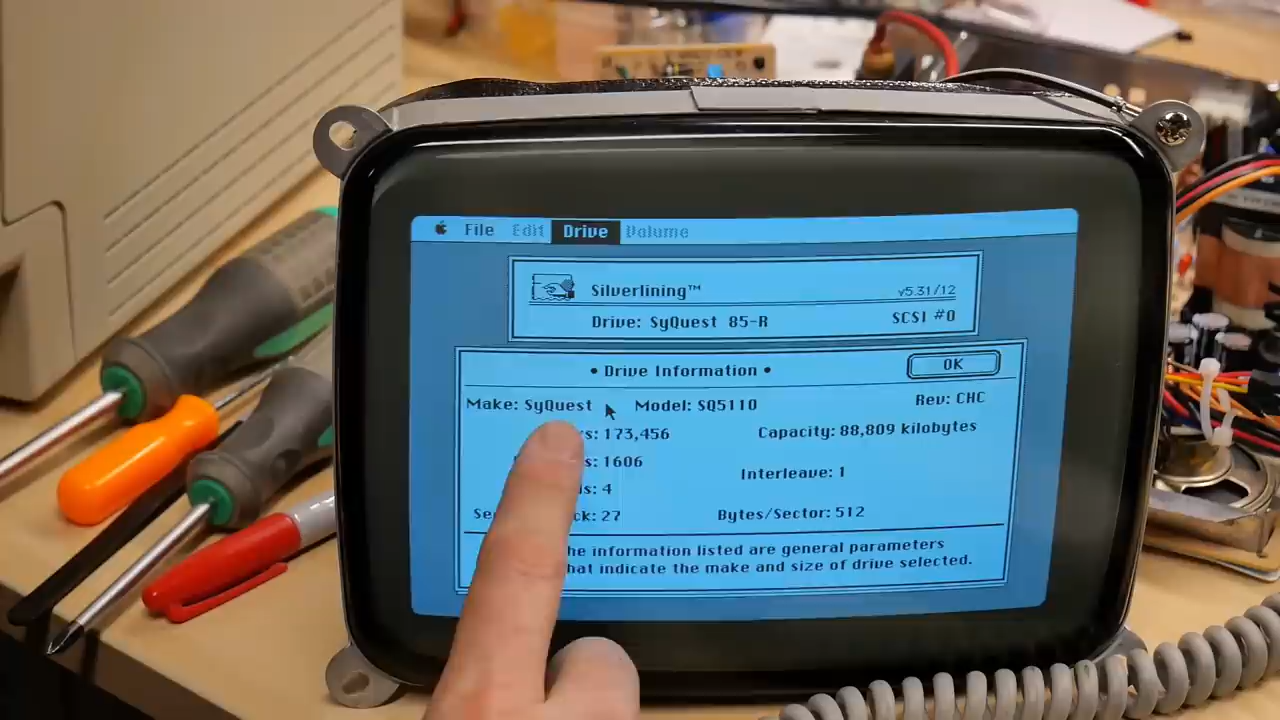 File Edit Drive Volume
Silverlining™ v5.31/12
Drive: SyQuest 85-R SCSI #0
• Drive Information • OK
Make: SyQuest Model: SQ5110 Rev: CHC
173,456 Capacity: 88,809 kilobytes
1606
Interleave: 1
4
27 Bytes/Sector: 512
information listed are general parameters
indicate the make and size of drive selected.